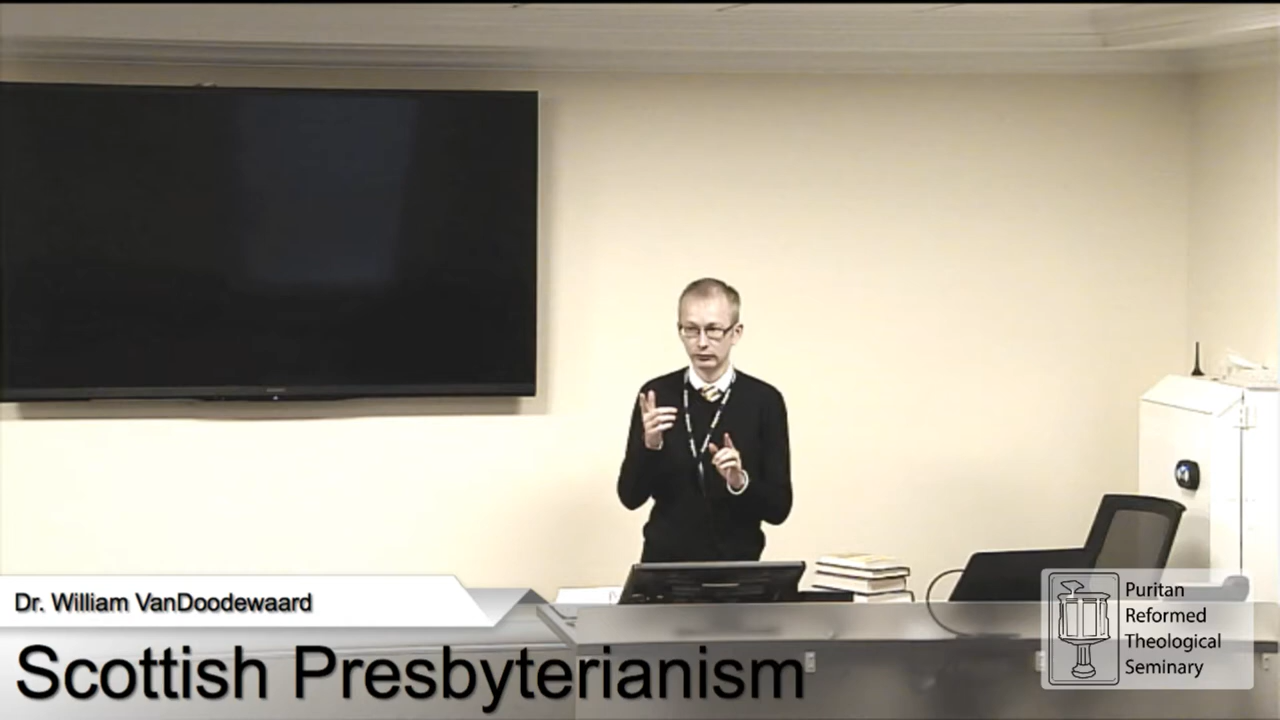 Dr. William VanDoodewaard
Scottish Presbyterianism
Puritan
Reformed
Theological
Seminary